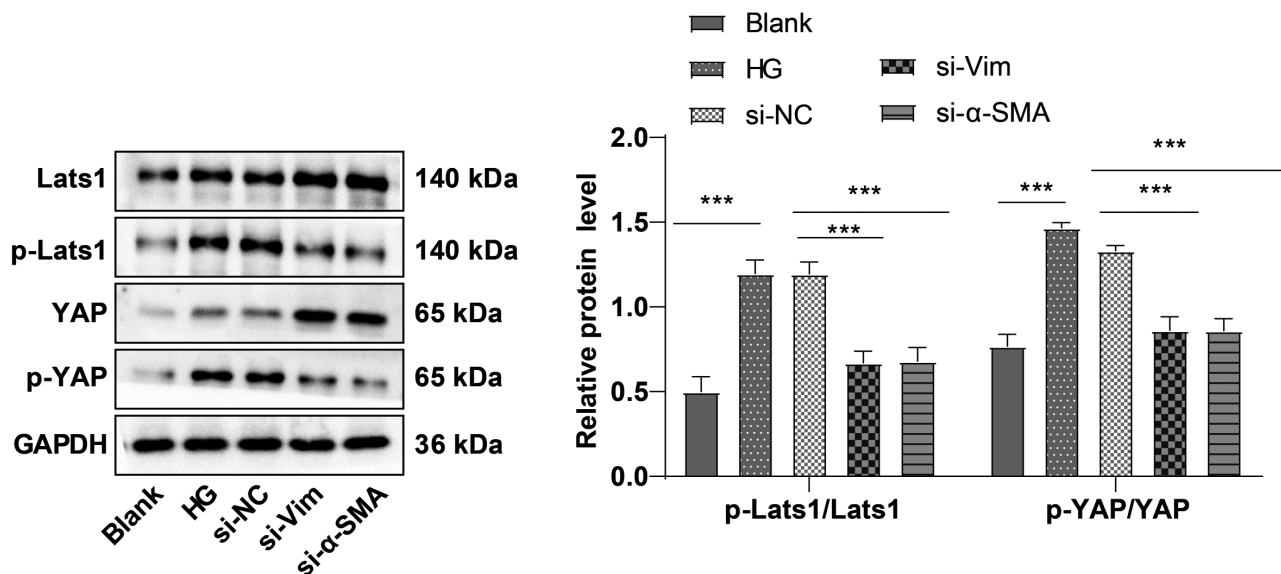 Lats1 140 kDa
p-Lats1 140 kDa
YAP 65 kDa
p-YAP 65 kDa
GAPDH 36 kDa
Blank HG si-NC si-Vim si-α-SMA
Blank
HG si-Vim
si-NC si-α-SMA
Relative protein level
2.0
1.5
1.0
0.5
0.0
***
***
***
***
***
***
p-Lats1/Lats1 p-YAP/YAP